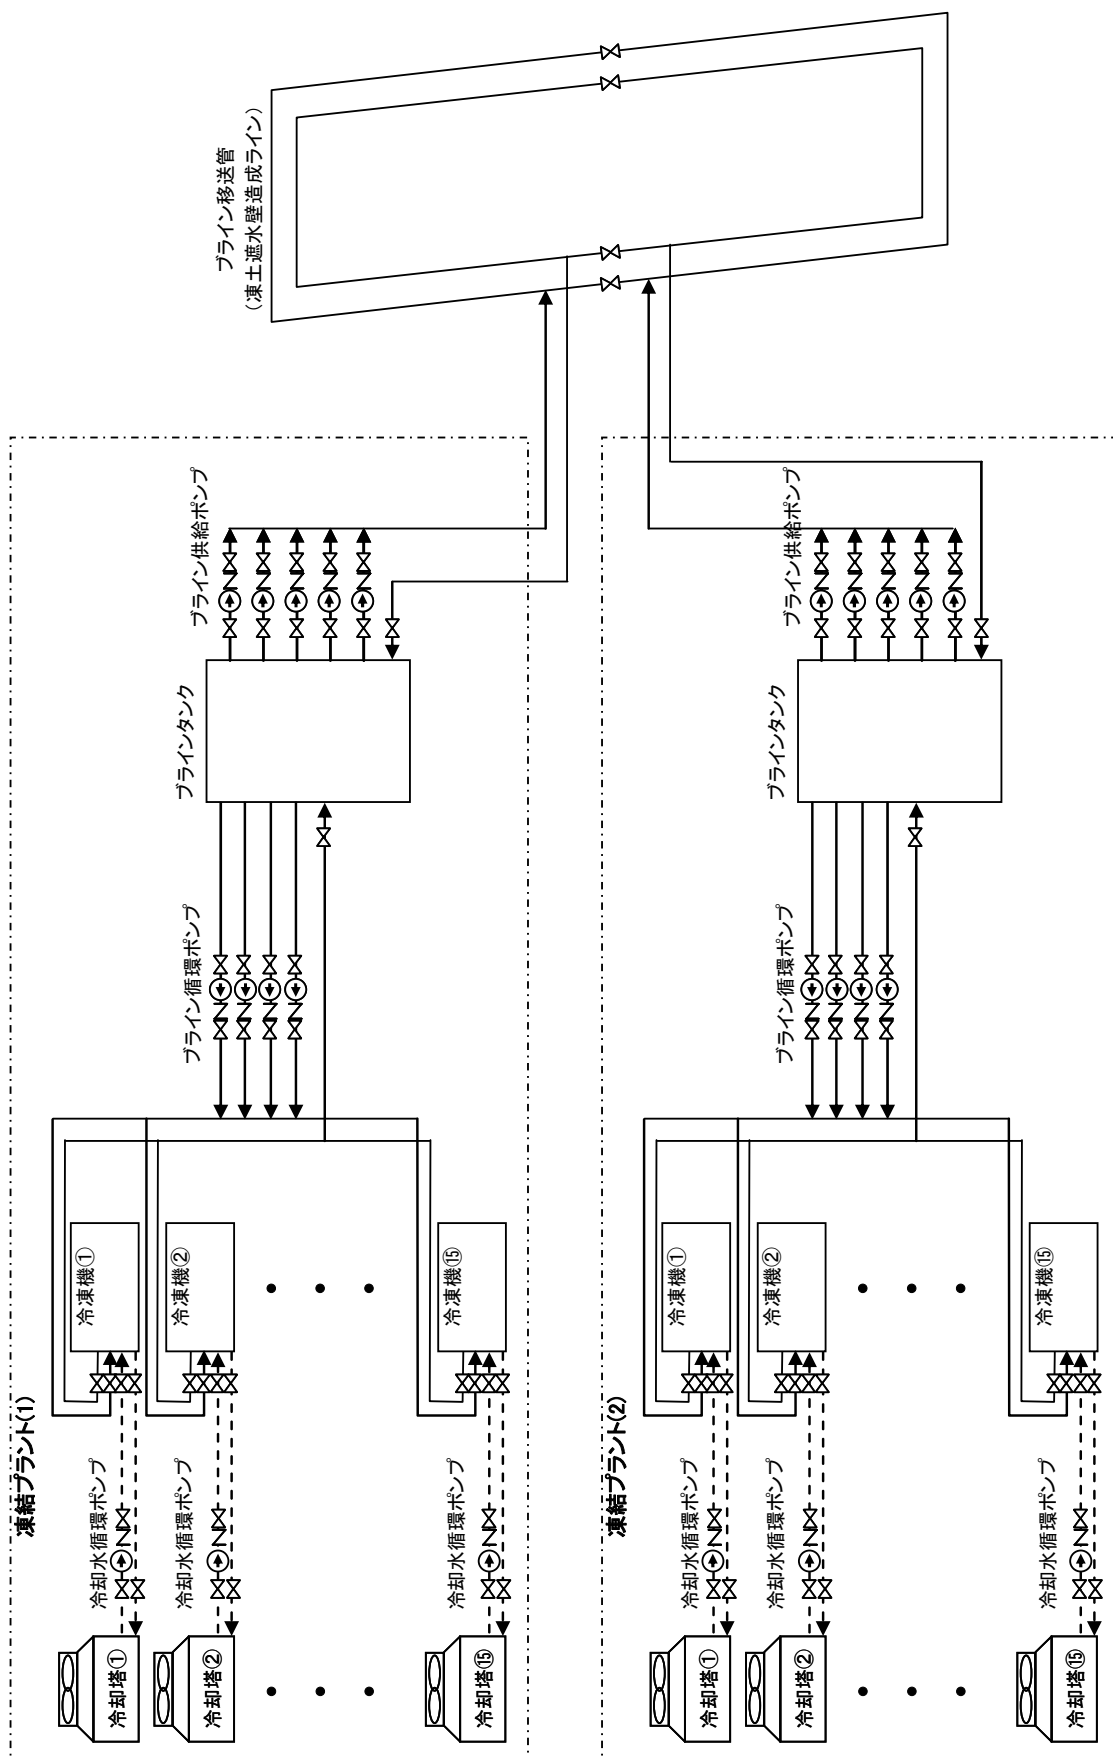 ブライン移送管
（凍土遮水壁造成ライン）
凍結プラント(1)
ブライン供給ポンプ
ブラインタンク
ブライン循環ポンプ
冷凍機①
冷凍機②
冷凍機⑮
冷却水循環ポンプ
冷却水循環ポンプ
冷却水循環ポンプ
冷却塔①
冷却塔②
冷却塔⑮
凍結プラント(2)
ブライン供給ポンプ
ブラインタンク
ブライン循環ポンプ
冷凍機①
冷凍機②
冷凍機⑮
冷却水循環ポンプ
冷却水循環ポンプ
冷却水循環ポンプ
冷却塔①
冷却塔②
冷却塔⑮